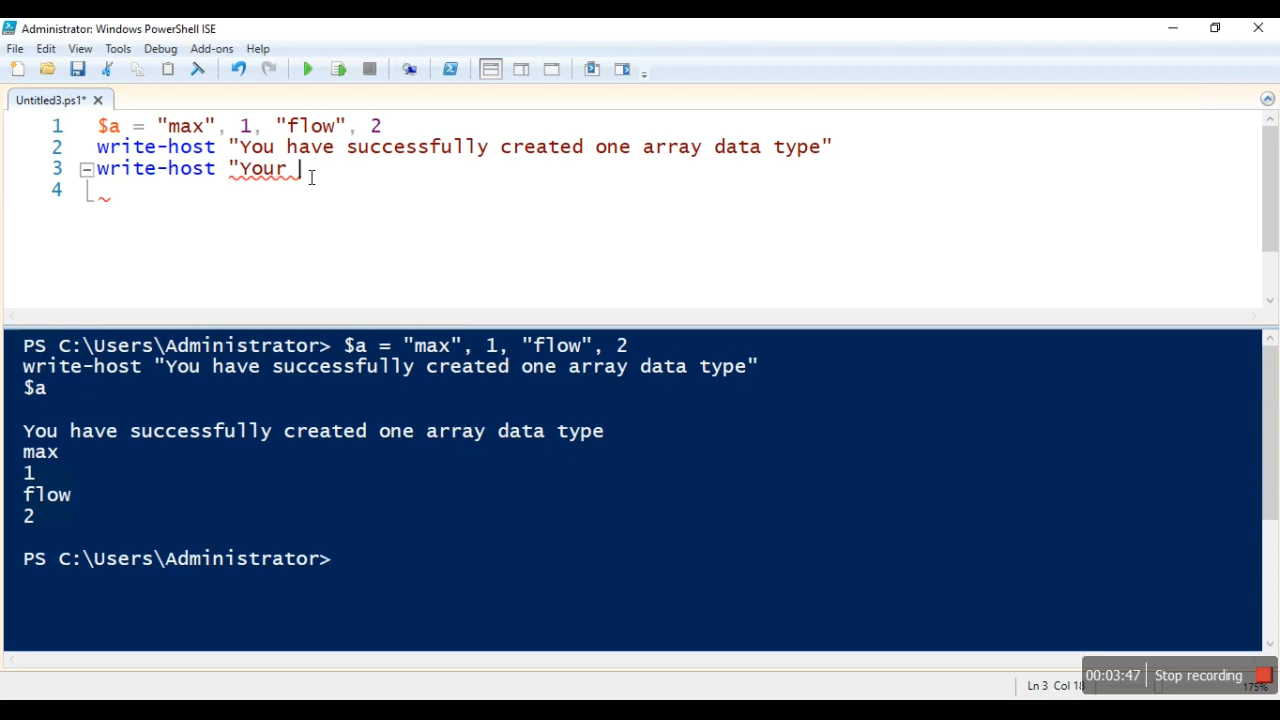 Administrator: Windows PowerShell ISE
File Edit View Tools Debug Add-ons Help
Untitled3.ps1* X
1 $a = "max", 1, "flow", 2
2 write-host "You have successfully created one array data type"
3 write-host "Your
4
PS C:\Users\Administrator> $a = "max", 1, "flow", 2
write-host "You have successfully created one array data type"
$a
You have successfully created one array data type
max
1
flow
2
PS C:\Users\Administrator>
00:03:47 Stop recording
Ln 3 Col 18 175%